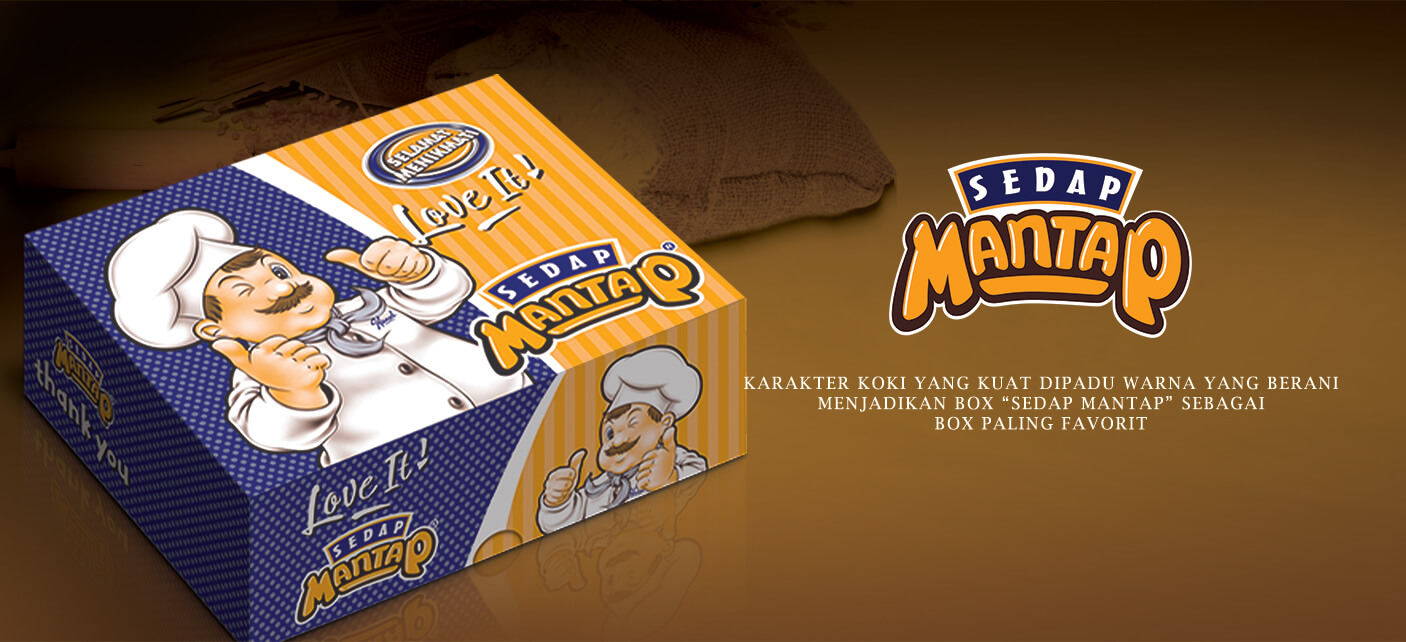 SELAMAT
MENIKMATI
Love It!
SEDAP
MANTAP
SEDAP
MANTAP
thank you
Love It!
SEDAP
MANTAP
SEDAP
MANTAP
KARAKTER KOKI YANG KUAT DIPADU WARNA YANG BERANI
MENJADIKAN BOX “SEDAP MANTAP” SEBAGAI
BOX PALING FAVORIT